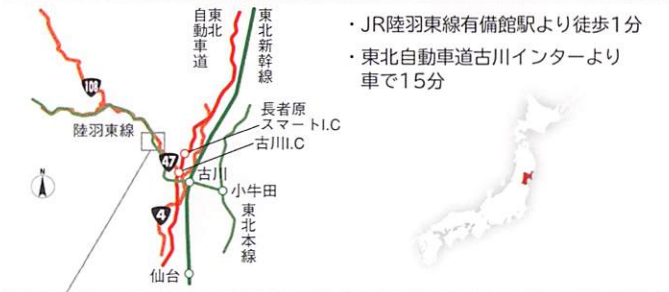 ・JR陸羽東線有備館駅より徒歩1分
・東北自動車道古川インターより
車で15分
東北自動車道
東北新幹線
108
長者原
スマートI.C
陸羽東線
古川I.C
47
古川
N
小牛田
4
東北本線
仙台